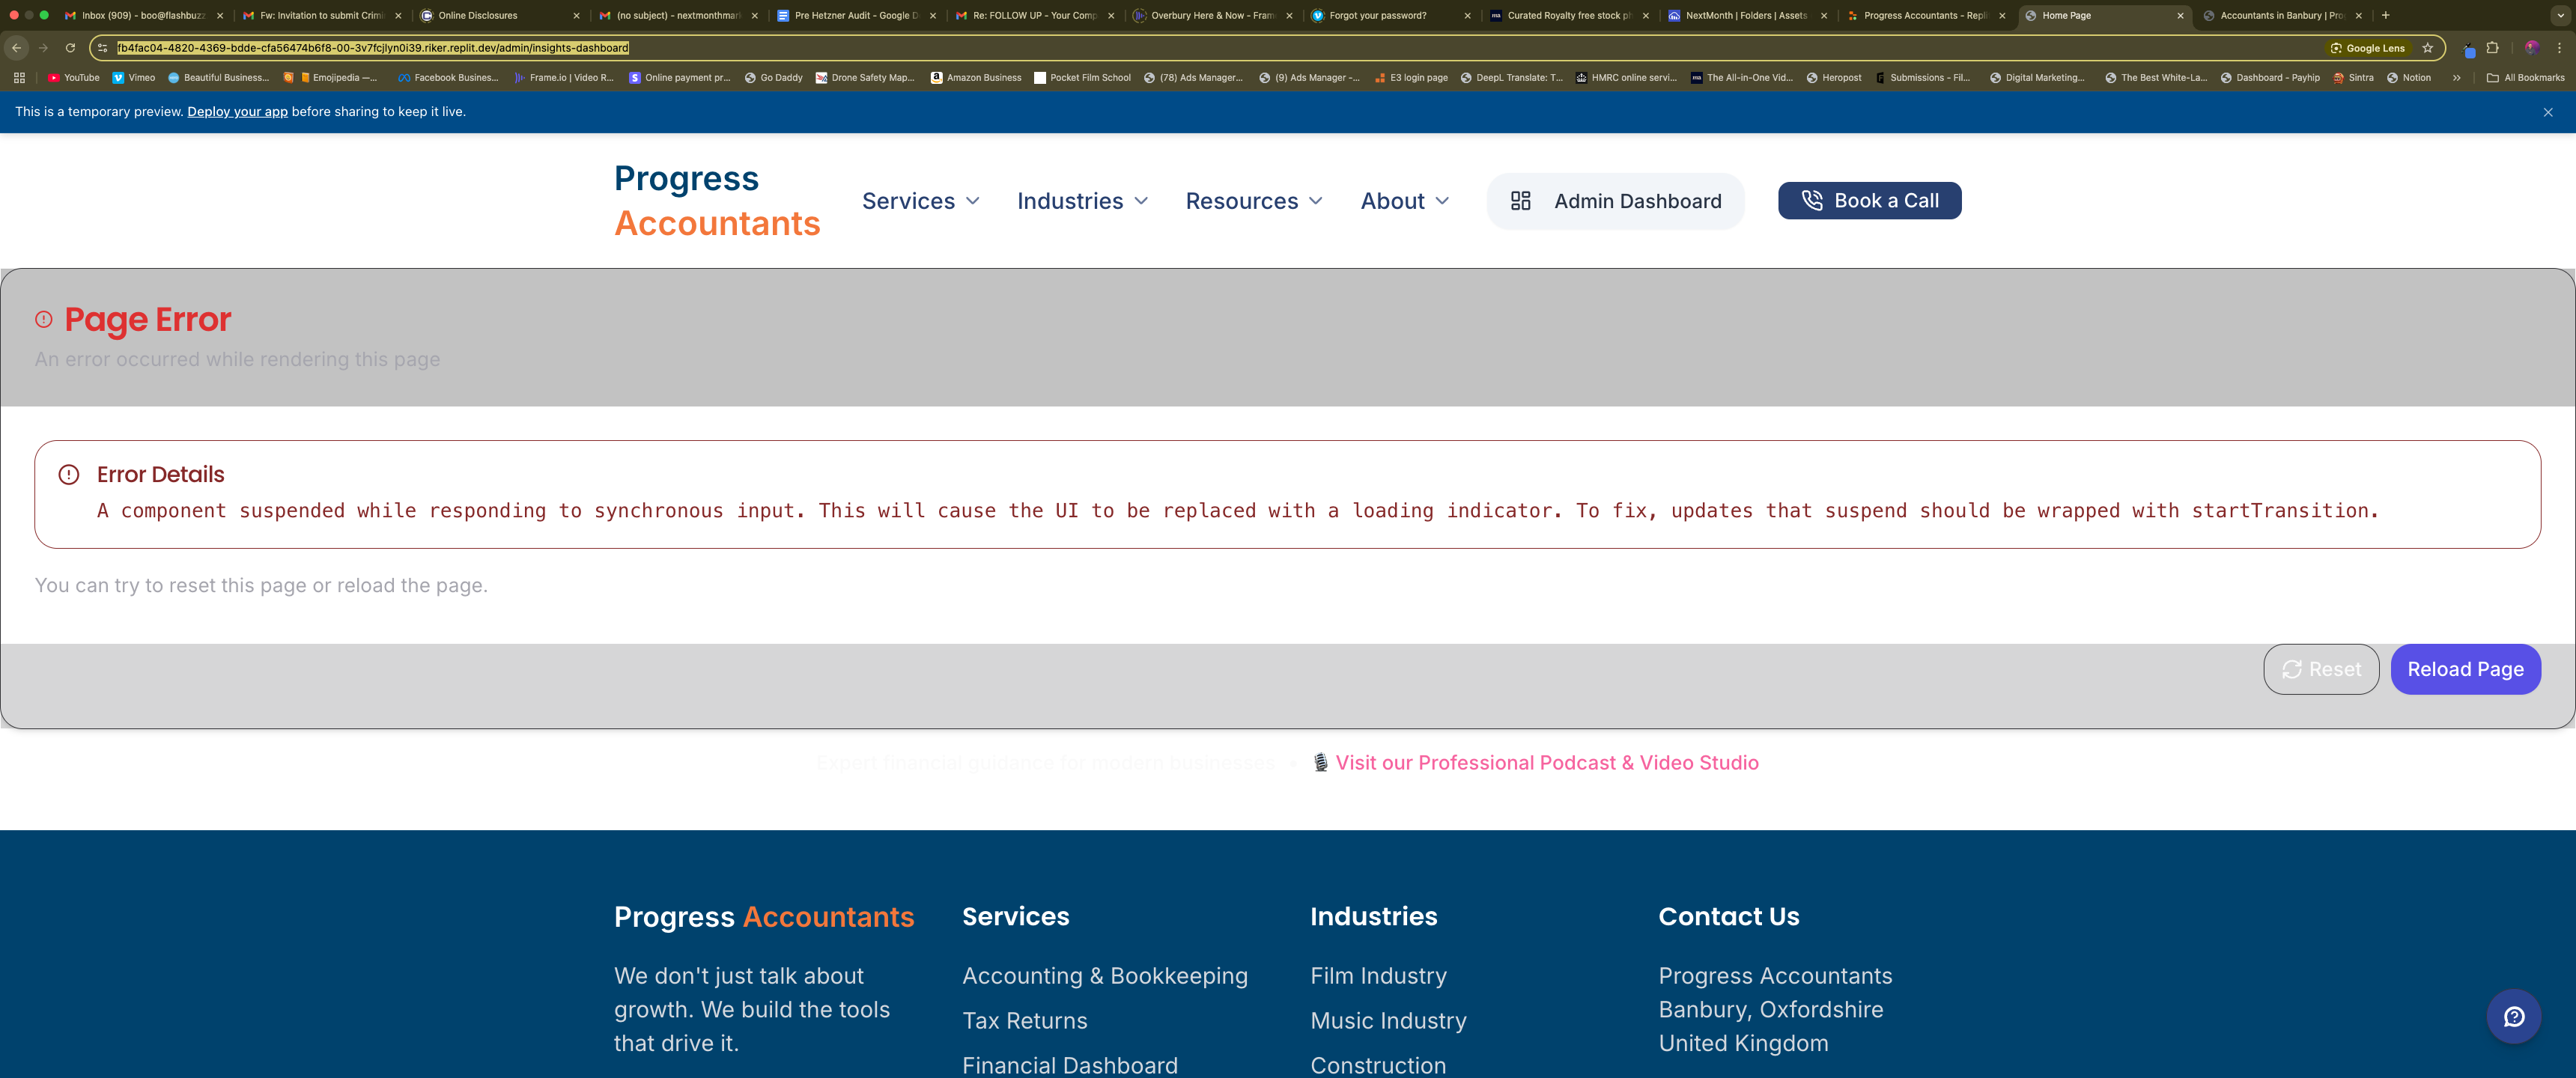 Inbox (909) - boo@flashbuzz
Fw: Invitation to submit Crimi
Online Disclosures
(no subject) - nextmonthmar
Pre Hetzner Audit - Google D
Re: FOLLOW UP - Your Comp
Overbury Here & Now - Fram
Forgot your password?
Curated Royalty free stock ph
NextMonth | Folders | Assets
Progress Accountants - Repli
Home Page
Accountants in Banbury | Pro
fb4fac04-4820-4369-bdde-cfa56474b6f8-00-3v7fcjlyn0i39.riker.replit.dev/admin/insights-dashboard
Google Lens
YouTube
Vimeo
Beautiful Business...
Emojipedia —...
Facebook Busines...
Frame.io | Video R...
Online payment pr...
Go Daddy
Drone Safety Map...
Amazon Business
Pocket Film School
(78) Ads Manager...
(9) Ads Manager -...
E3 login page
DeepL Translate: T...
HMRC online servi...
The All-in-One Vid...
Heropost
Submissions - Fil...
Digital Marketing...
The Best White-La...
Dashboard - Payhip
Sintra
Notion
All Bookmarks
This is a temporary preview. Deploy your app before sharing to keep it live.
Progress
Accountants
Services
Industries
Resources
About
Admin Dashboard
Book a Call
Page Error
An error occurred while rendering this page
Error Details
A component suspended while responding to synchronous input. This will cause the UI to be replaced with a loading indicator. To fix, updates that suspend should be wrapped with startTransition.
You can try to reset this page or reload the page.
Reset
Reload Page
Expert financial guidance for modern businesses •
Visit our Professional Podcast & Video Studio
Progress Accountants
We don't just talk about
growth. We build the tools
that drive it.
Services
Accounting & Bookkeeping
Tax Returns
Financial Dashboard
Industries
Film Industry
Music Industry
Construction
Contact Us
Progress Accountants
Banbury, Oxfordshire
United Kingdom